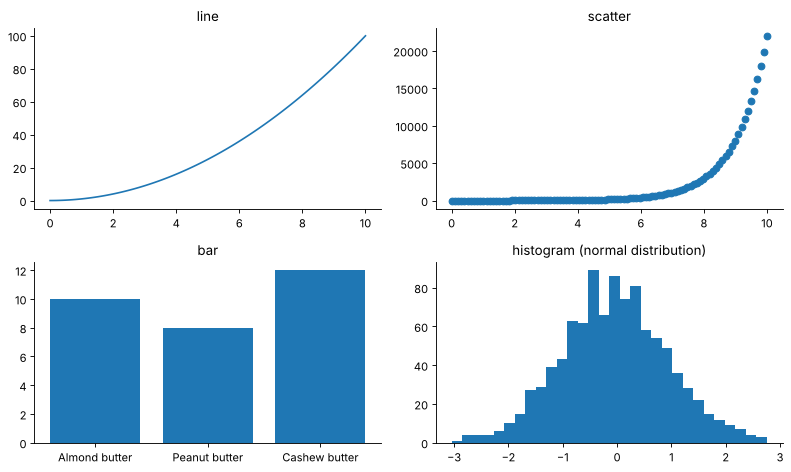 line
100
80
60
40
20
0
0 2 4 6 8 10
scatter
20000
15000
10000
5000
0
0 2 4 6 8 10
bar
12
10
8
6
4
2
0
Almond butter Peanut butter Cashew butter
histogram (normal distribution)
80
60
40
20
0
−3 −2 −1 0 1 2 3